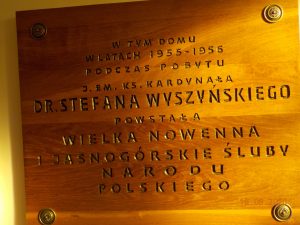 W TYM DOMU
W LATACH 1955-1956
PODCZAS POBYTU
J. EM. KS. KARDYNAŁA
DR. STEFANA WYSZYŃSKIEGO
POWSTAŁA
WIELKA NOWENNA
I JASNOGÓRSKIE ŚLUBY
NARODU
POLSKIEGO